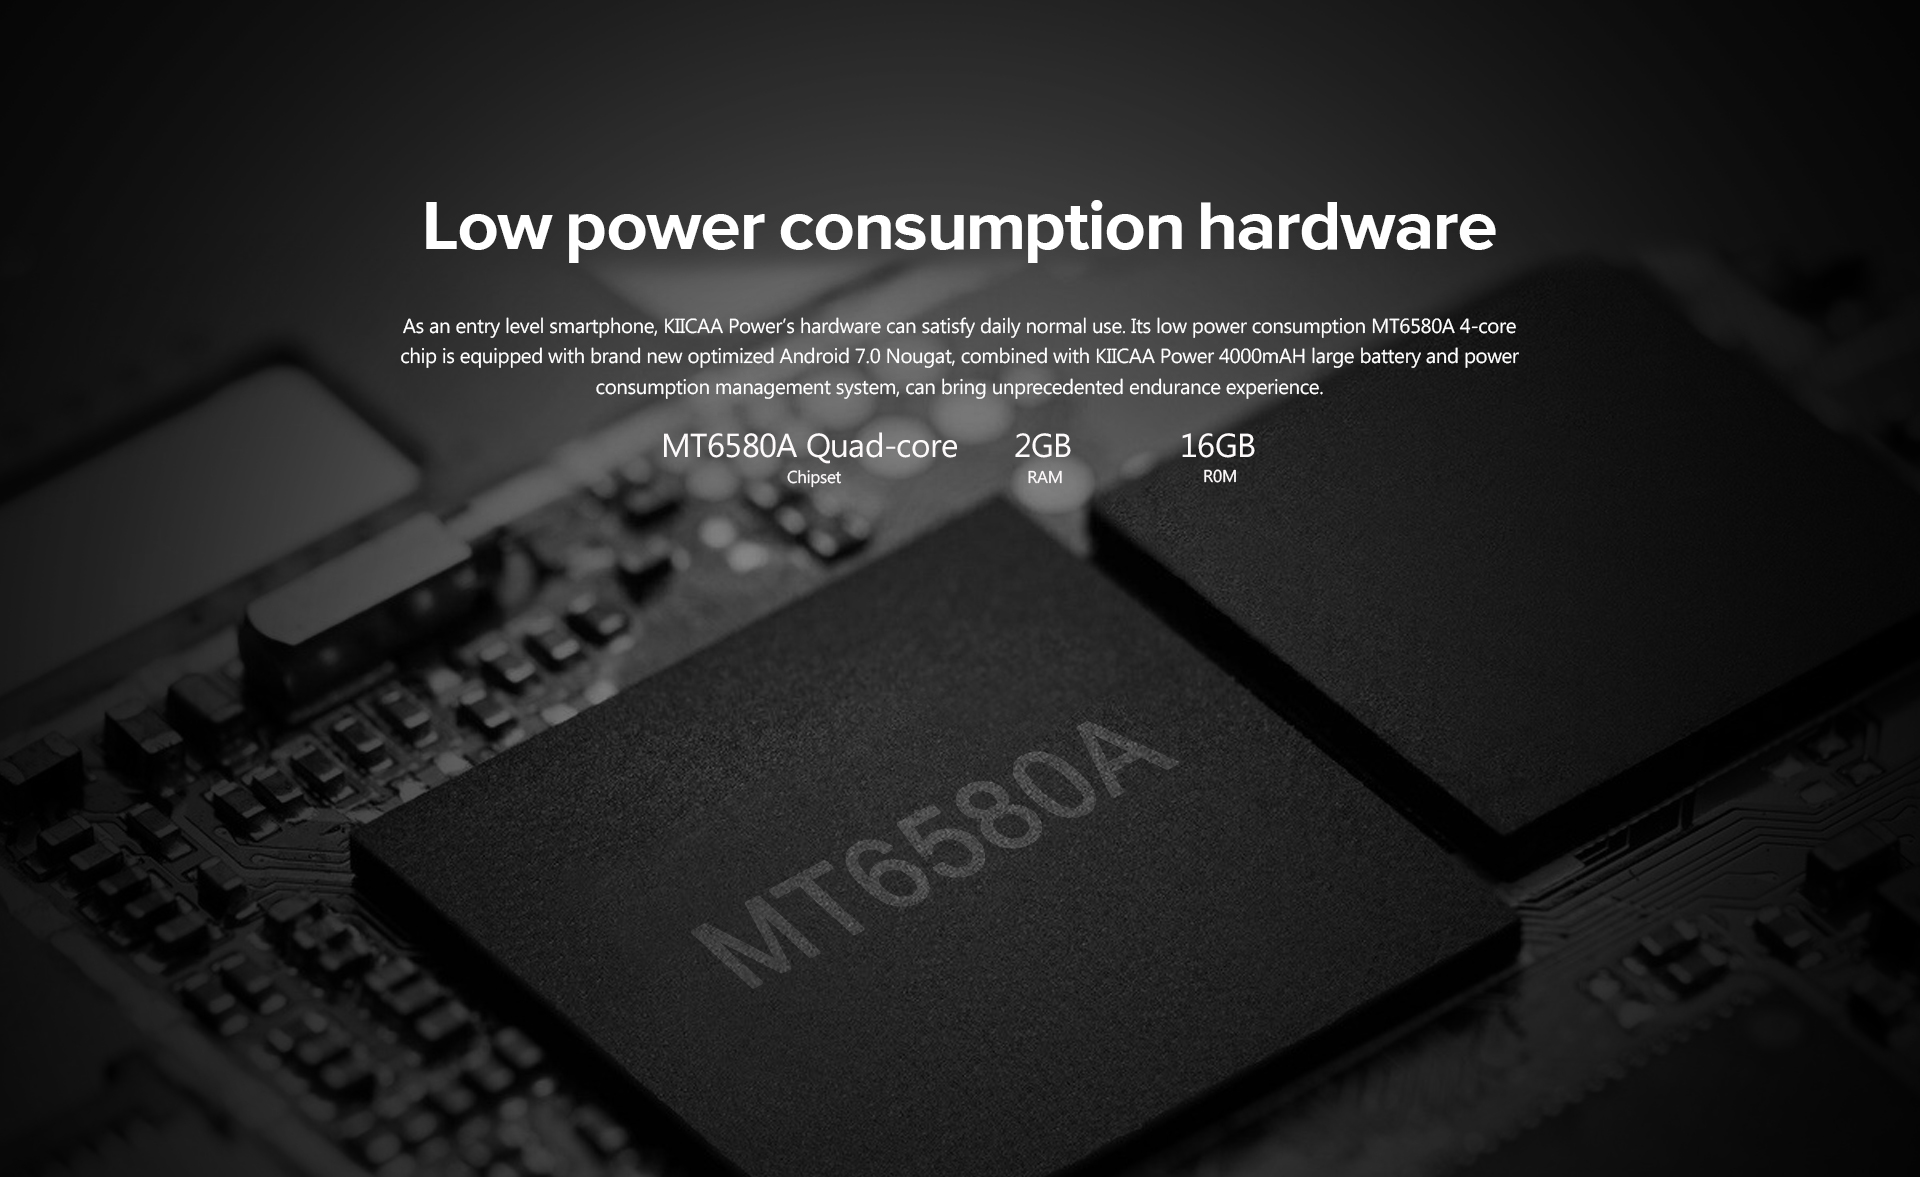 Low power consumption hardware
As an entry level smartphone, KIICAA Power's hardware can satisfy daily normal use. Its low power consumption MT6580A 4-core
chip is equipped with brand new optimized Android 7.0 Nougat, combined with KIICAA Power 4000mAH large battery and power
consumption management system, can bring unprecedented endurance experience.
MT6580A Quad-core 2GB 16GB
Chipset RAM R0M
MT6580A